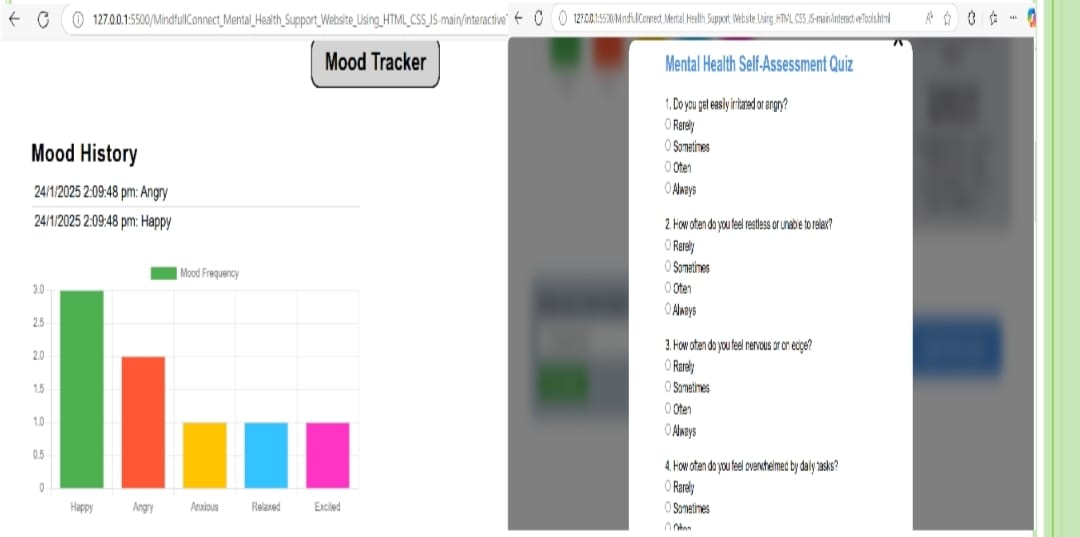 127.0.0.1:5500/MindfullConnect_Mental_Health_Support_Website_Using_HTML_CSS_JS-main/interactive
Mood Tracker
Mood History
24/1/2025 2:09:48 pm: Angry
24/1/2025 2:09:48 pm: Happy
Mood Frequency
3.0
2.5
2.0
1.5
1.0
0.5
0
Happy Angry Anxious Relaxed Excited
127.0.0.1:5500/MindfullConnect_Mental_Health_Support_Website_Using_HTML_CSS_JS-main/interactiveTools.html
Mental Health Self-Assessment Quiz
1. Do you get easily irritated or angry?
Rarely
Sometimes
Often
Always
2. How often do you feel restless or unable to relax?
Rarely
Sometimes
Often
Always
3. How often do you feel nervous or on edge?
Rarely
Sometimes
Often
Always
4. How often do you feel overwhelmed by daily tasks?
Rarely
Sometimes
Often